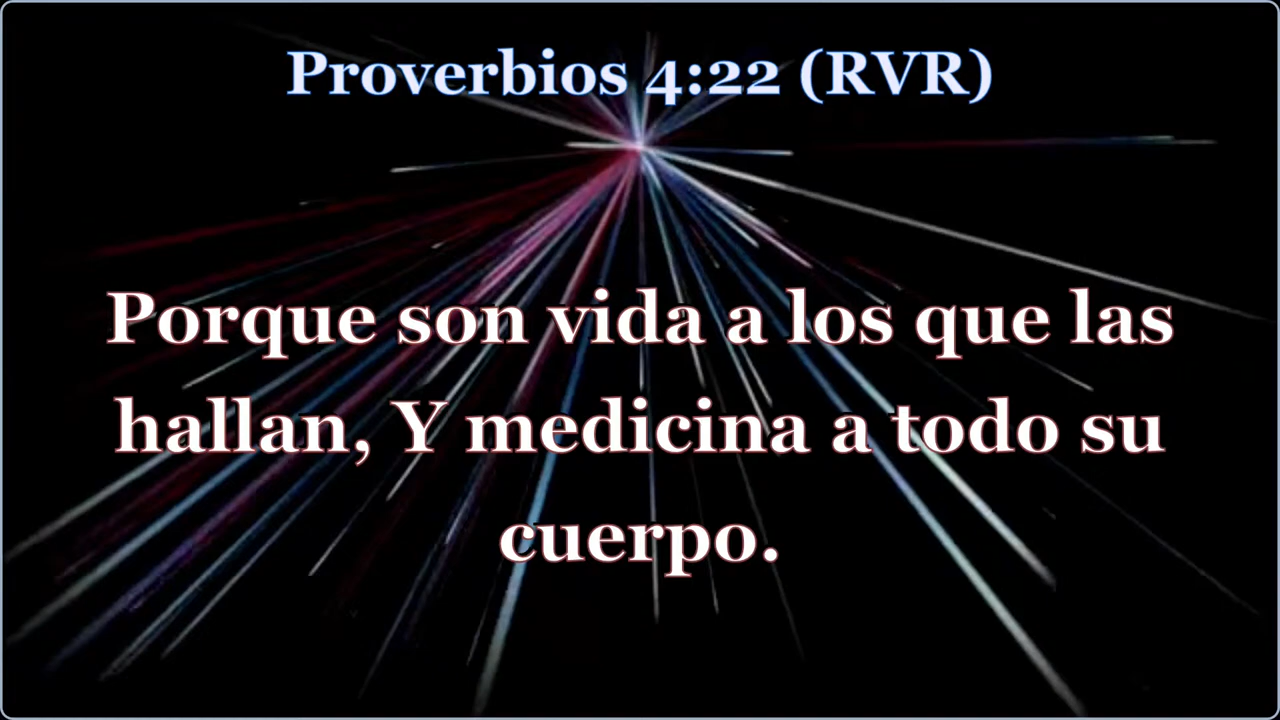 Proverbios 4:22 (RVR)
Porque son vida a los que las
hallan, Y medicina a todo su
cuerpo.